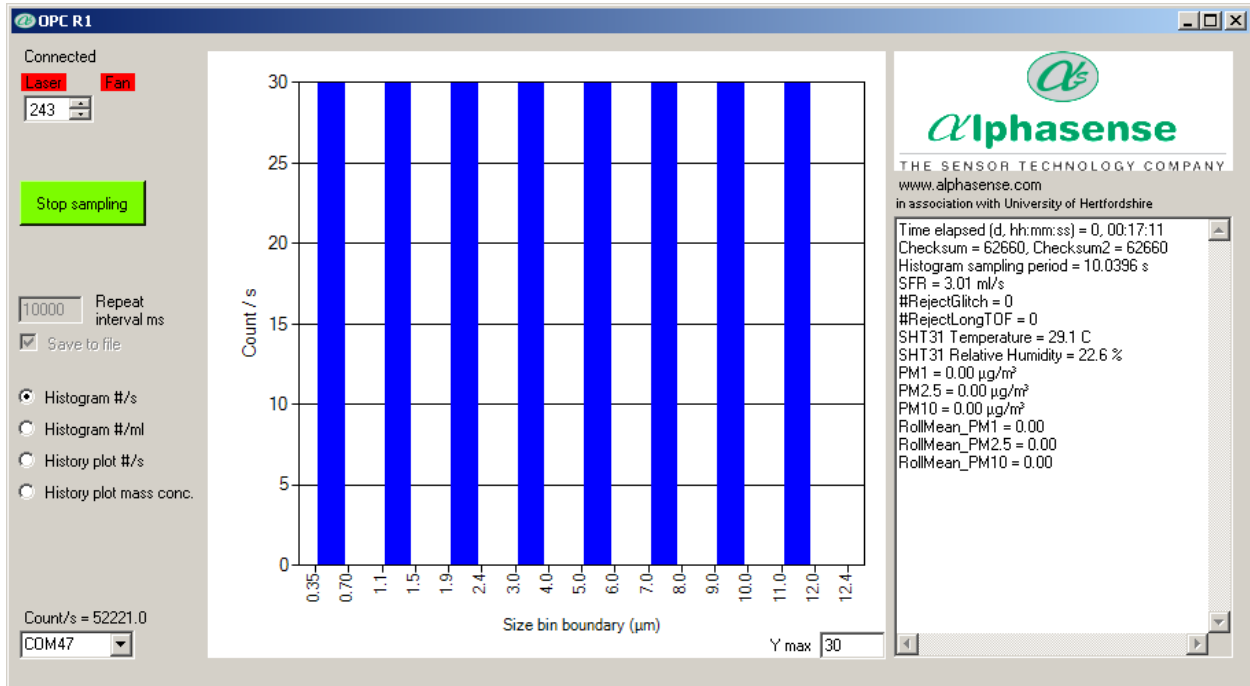 OPC R1
Connected
Laser Fan
243
Stop sampling
10000 Repeat
interval ms
Save to file
Histogram #/s
Histogram #/ml
History plot #/s
History plot mass conc.
Count/s = 52221.0
COM47
Count / s
30
25
20
15
10
5
0
0.35 0.70 1.1 1.5 1.9 2.4 3.0 4.0 5.0 6.0 7.0 8.0 9.0 10.0 11.0 12.0 12.4
Size bin boundary (µm)
Y max 30
αs
αlphasense
THE SENSOR TECHNOLOGY COMPANY
www.alphasense.com
in association with University of Hertfordshire
Time elapsed (d, hh:mm:ss) = 0, 00:17:11
Checksum = 62660, Checksum2 = 62660
Histogram sampling period = 10.0396 s
SFR = 3.01 ml/s
#RejectGlitch = 0
#RejectLongTOF = 0
SHT31 Temperature = 29.1 C
SHT31 Relative Humidity = 22.6 %
PM1 = 0.00 µg/m³
PM2.5 = 0.00 µg/m³
PM10 = 0.00 µg/m³
RollMean_PM1 = 0.00
RollMean_PM2.5 = 0.00
RollMean_PM10 = 0.00